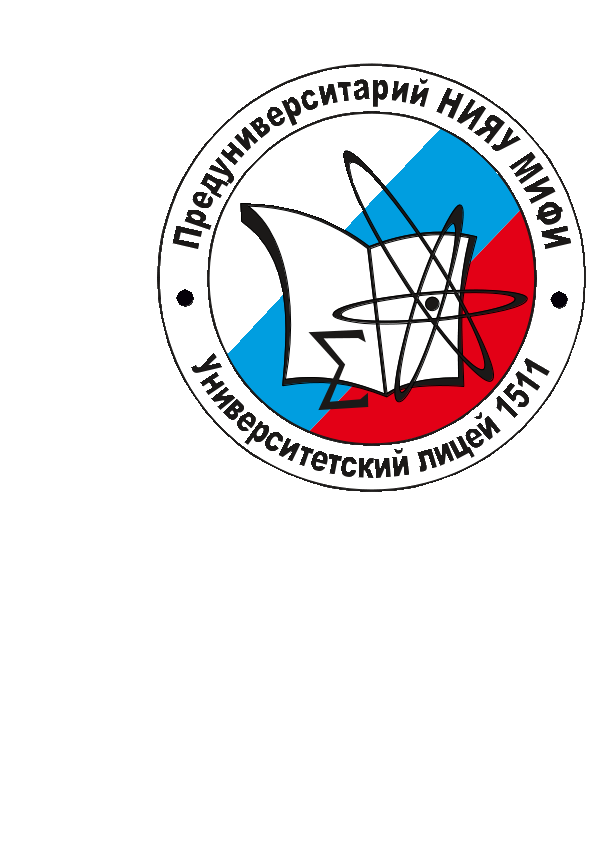 Предуниверситарий НИЯУ МИФИ
Σ
Университетский лицей 1511